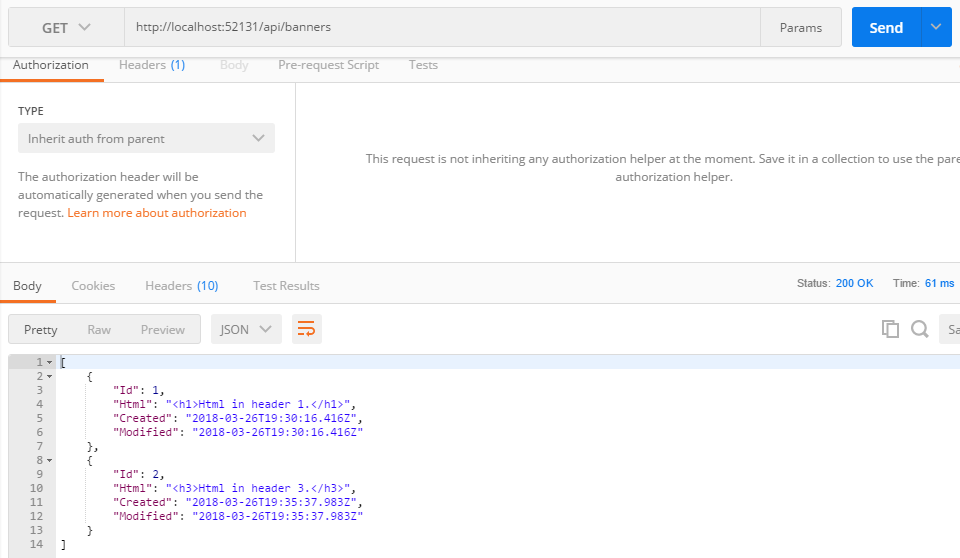 GET http://localhost:52131/api/banners Params Send
Authorization Headers (1) Body Pre-request Script Tests
TYPE
Inherit auth from parent
The authorization header will be
automatically generated when you send the
request. Learn more about authorization
This request is not inheriting any authorization helper at the moment. Save it in a collection to use the pare
authorization helper.
Body Cookies Headers (10) Test Results Status: 200 OK Time: 61 ms
Pretty Raw Preview JSON Sa
1 [
2 {
3 "Id": 1,
4 "Html": "<h1>Html in header 1.</h1>",
5 "Created": "2018-03-26T19:30:16.416Z",
6 "Modified": "2018-03-26T19:30:16.416Z"
7 },
8 {
9 "Id": 2,
10 "Html": "<h3>Html in header 3.</h3>",
11 "Created": "2018-03-26T19:35:37.983Z",
12 "Modified": "2018-03-26T19:35:37.983Z"
13 }
14 ]